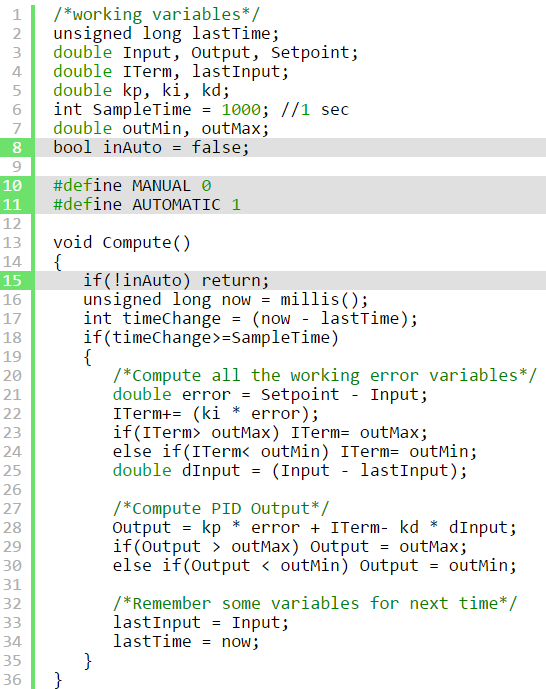 1 /*working variables*/
2 unsigned long lastTime;
3 double Input, Output, Setpoint;
4 double ITerm, lastInput;
5 double kp, ki, kd;
6 int SampleTime = 1000; //1 sec
7 double outMin, outMax;
8 bool inAuto = false;
9
10 #define MANUAL 0
11 #define AUTOMATIC 1
12
13 void Compute()
14 {
15    if(!inAuto) return;
16    unsigned long now = millis();
17    int timeChange = (now - lastTime);
18    if(timeChange>=SampleTime)
19    {
20       /*Compute all the working error variables*/
21       double error = Setpoint - Input;
22       ITerm+= (ki * error);
23       if(ITerm> outMax) ITerm= outMax;
24       else if(ITerm< outMin) ITerm= outMin;
25       double dInput = (Input - lastInput);
26
27       /*Compute PID Output*/
28       Output = kp * error + ITerm- kd * dInput;
29       if(Output > outMax) Output = outMax;
30       else if(Output < outMin) Output = outMin;
31
32       /*Remember some variables for next time*/
33       lastInput = Input;
34       lastTime = now;
35    }
36 }